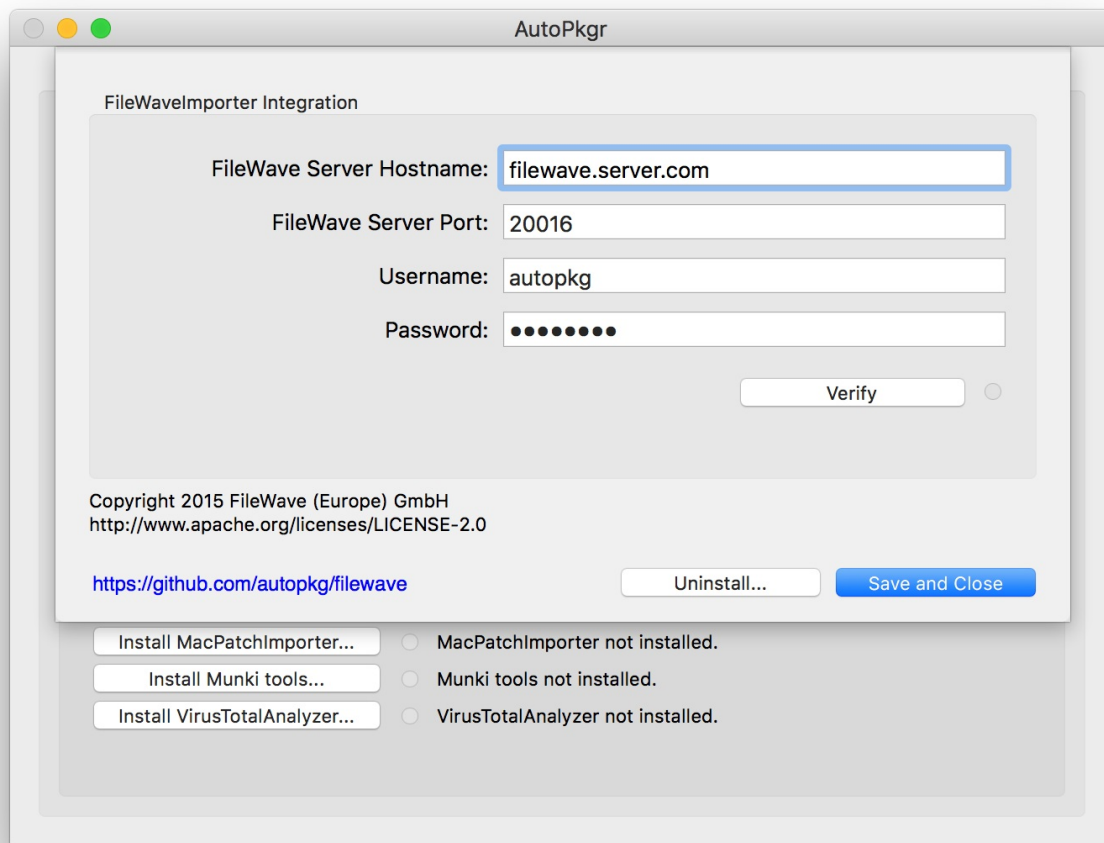 AutoPkgr
FileWaveImporter Integration
FileWave Server Hostname: filewave.server.com
FileWave Server Port: 20016
Username: autopkg
Password: ●●●●●●●●
Verify
Copyright 2015 FileWave (Europe) GmbH
http://www.apache.org/licenses/LICENSE-2.0
https://github.com/autopkg/filewave Uninstall... Save and Close
Install MacPatchImporter... MacPatchImporter not installed.
Install Munki tools... Munki tools not installed.
Install VirusTotalAnalyzer... VirusTotalAnalyzer not installed.